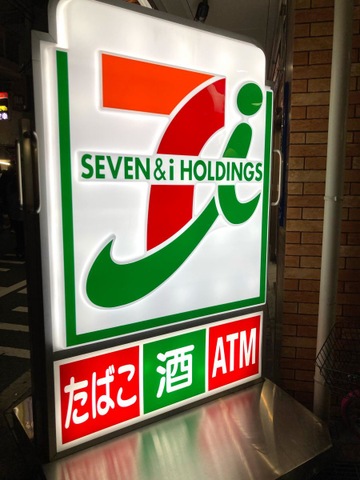 SEVEN & i HOLDINGS
たばこ 酒 ATM